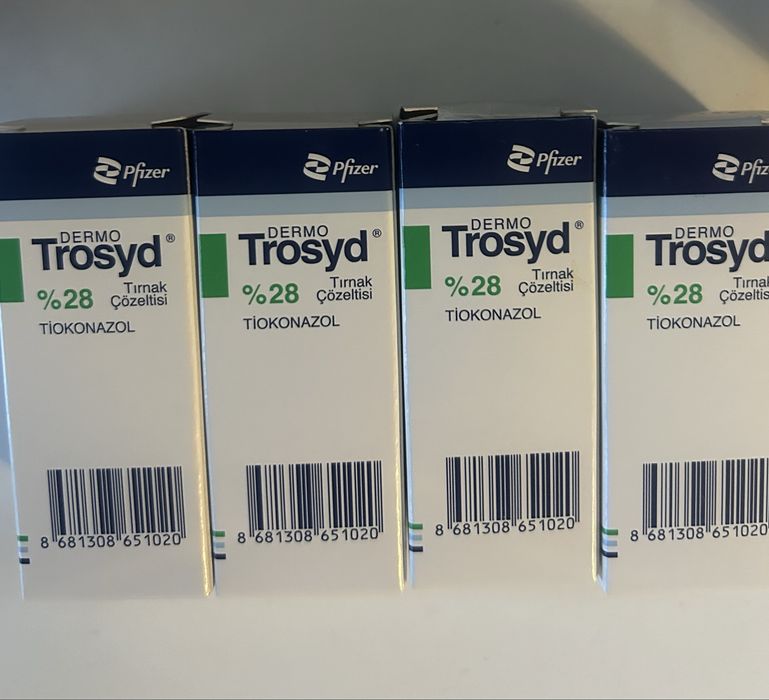 Pfizer
DERMO
Trosyd®
%28 Tırnak
Çözeltisi
TİOKONAZOL
8 681308 651020
Pfizer
DERMO
Trosyd®
%28 Tırnak
Çözeltisi
TİOKONAZOL
8 681308 651020
Pfizer
DERMO
Trosyd®
%28 Tırnak
Çözeltisi
TİOKONAZOL
8 681308 651020
Pfiz
DERMO
Trosyd
%28 Tırnak
Çözeltis
TİOKONAZOL
8 681308 651020